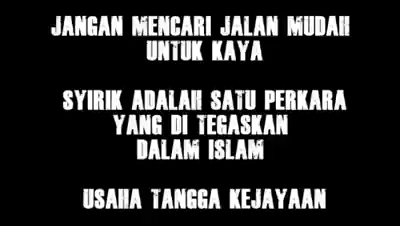 JANGAN MENCARI JALAN MUDAH
UNTUK KAYA
SYIRIK ADALAH SATU PERKARA
YANG DI TEGASKAN
DALAM ISLAM
USAHA TANGGA KEJAYAAN